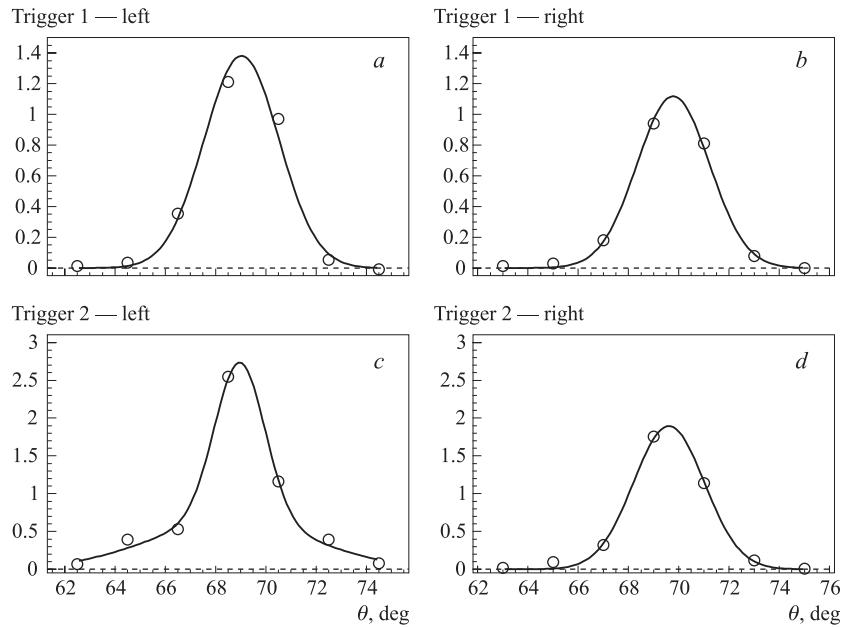 Trigger 1 — left
Trigger 1 — right
1.4
1.2
1
0.8
0.6
0.4
0.2
0
a
1.4
1.2
1
0.8
0.6
0.4
0.2
0
b
Trigger 2 — left
Trigger 2 — right
3
2.5
2
1.5
1
0.5
0
c
62 64 66 68 70 72 74
θ, deg
3
2.5
2
1.5
1
0.5
0
d
62 64 66 68 70 72 74 76
θ, deg